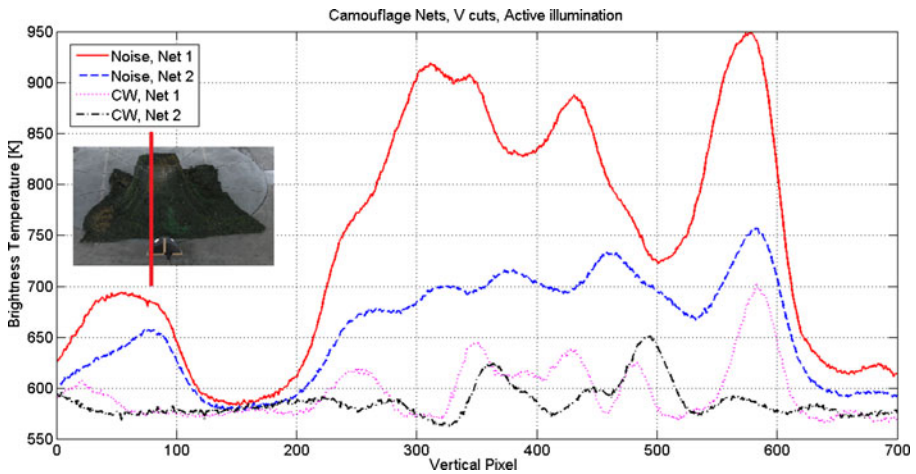 Camouflage Nets, V cuts, Active illumination
Brightness Temperature [K]
950
900
850
800
750
700
650
600
550
Noise, Net 1
Noise, Net 2
CW, Net 1
CW, Net 2
0
100
200
300
400
500
600
700
Vertical Pixel